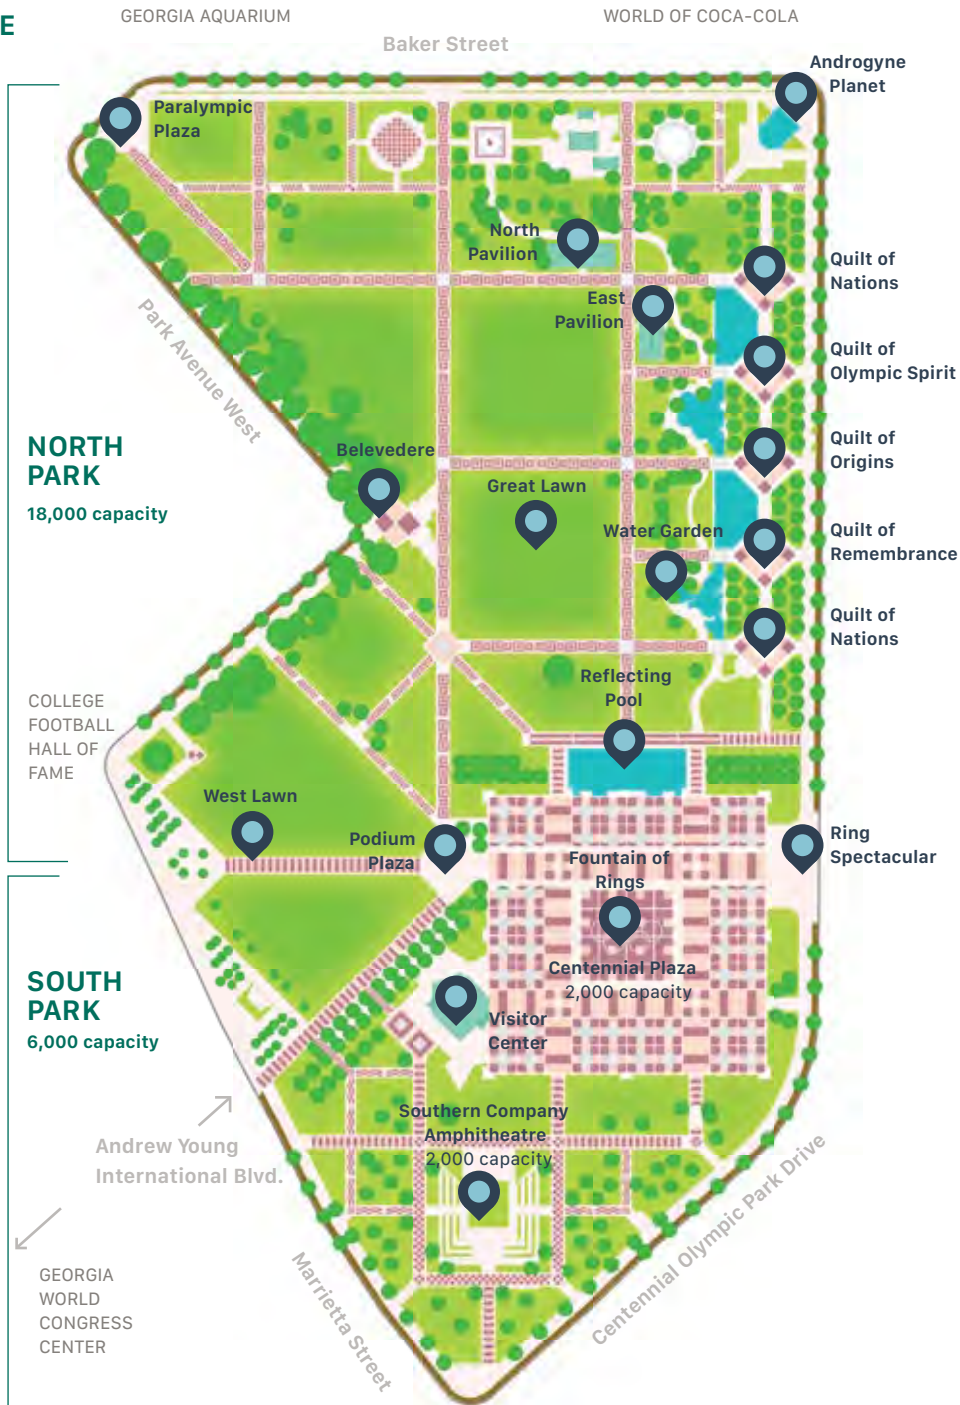 E
GEORGIA AQUARIUM
WORLD OF COCA-COLA
Baker Street
Androgyne
Planet
Paralympic
Plaza
North
Pavilion
Quilt of
Nations
East
Pavilion
Park Avenue West
Quilt of
Olympic Spirit
NORTH
PARK
18,000 capacity
Belevedere
Quilt of
Origins
Great Lawn
Water Garden
Quilt of
Remembrance
Quilt of
Nations
Reflecting
Pool
COLLEGE
FOOTBALL
HALL OF
FAME
West Lawn
Podium
Plaza
Ring
Spectacular
Fountain of
Rings
Centennial Plaza
2,000 capacity
SOUTH
PARK
6,000 capacity
Visitor
Center
Southern Company
Amphitheatre
2,000 capacity
Andrew Young
International Blvd.
Centennial Olympic Park Drive
Marrietta Street
GEORGIA
WORLD
CONGRESS
CENTER